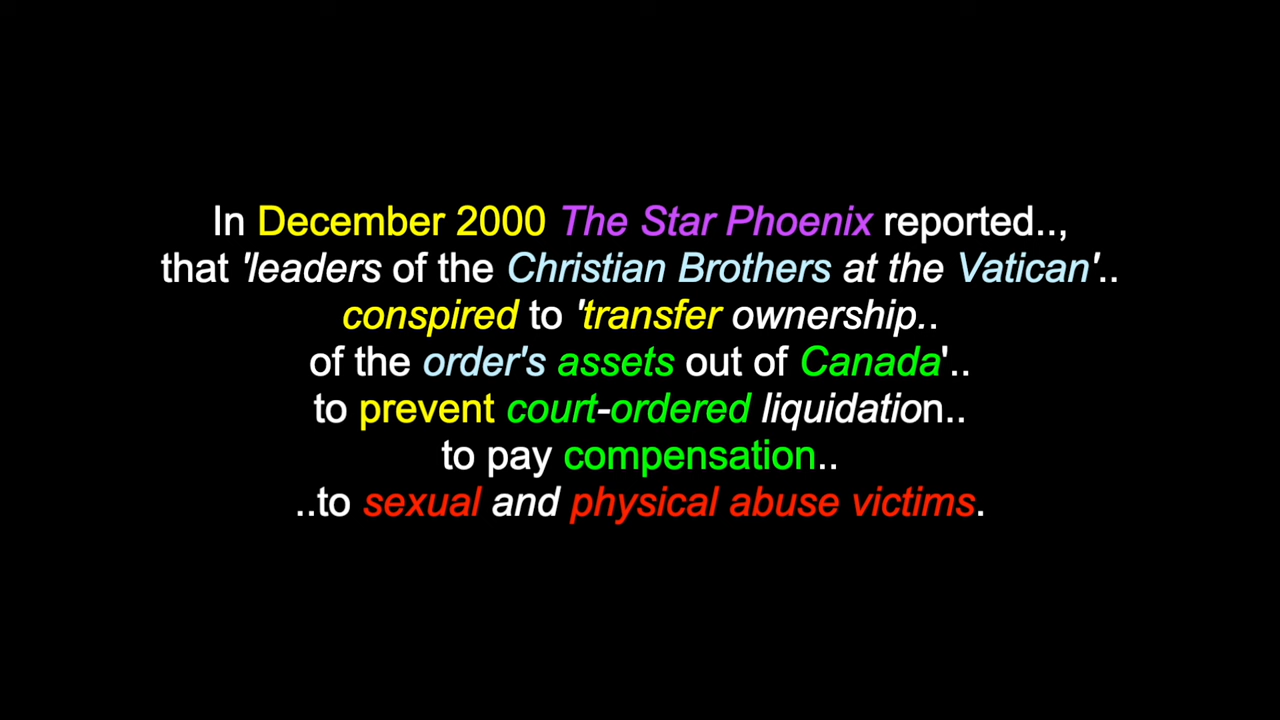 In December 2000 The Star Phoenix reported..,
that 'leaders of the Christian Brothers at the Vatican'..
conspired to 'transfer ownership..
of the order's assets out of Canada'..
to prevent court-ordered liquidation..
to pay compensation..
..to sexual and physical abuse victims.